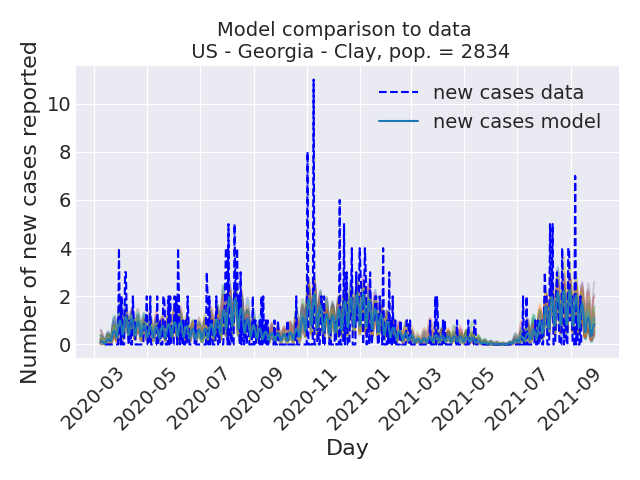 Model comparison to data
US - Georgia - Clay, pop. = 2834
Number of new cases reported
10
8
6
4
2
0
new cases data
new cases model
2020-03
2020-05
2020-07
2020-09
2020-11
2021-01
2021-03
2021-05
2021-07
2021-09
Day